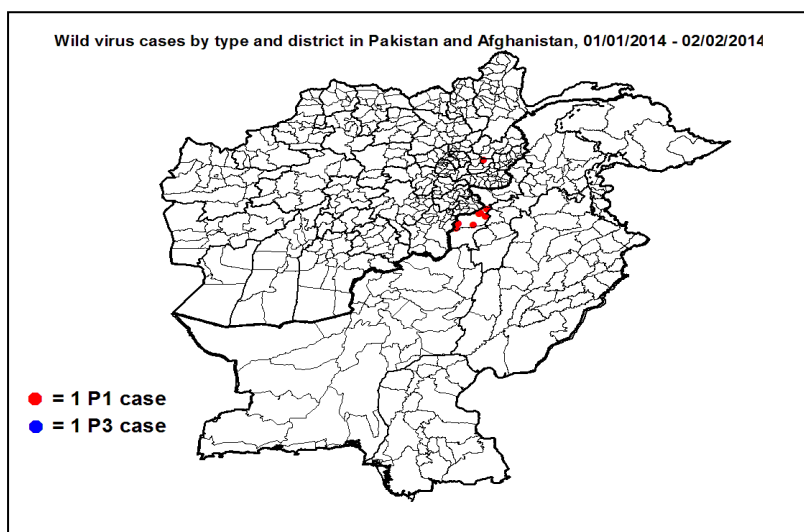 Wild virus cases by type and district in Pakistan and Afghanistan, 01/01/2014 - 02/02/2014
= 1 P1 case
= 1 P3 case